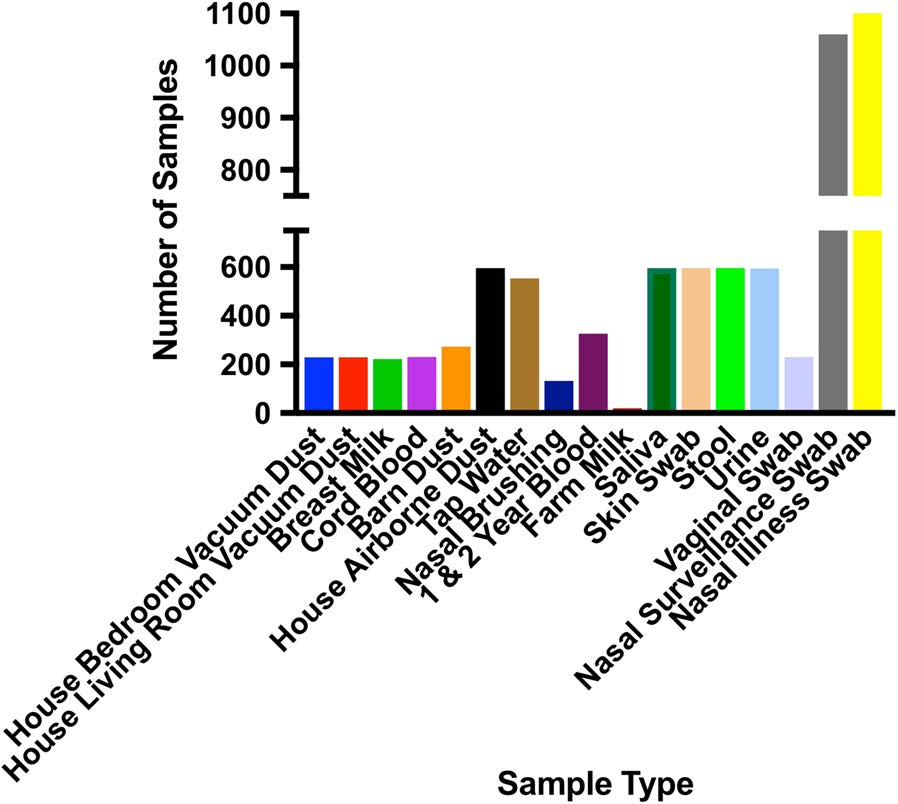 Number of Samples
1100
1000
900
800
600
400
200
0
House Bedroom Vacuum Dust
House Living Room Vacuum Dust
Breast Milk
Cord Blood
Barn Dust
House Airborne Dust
Tap Water
Nasal Brushing
1 & 2 Year Blood
Farm Milk
Saliva
Skin Swab
Stool
Urine
Vaginal Swab
Nasal Surveillance Swab
Nasal Illness Swab
Sample Type